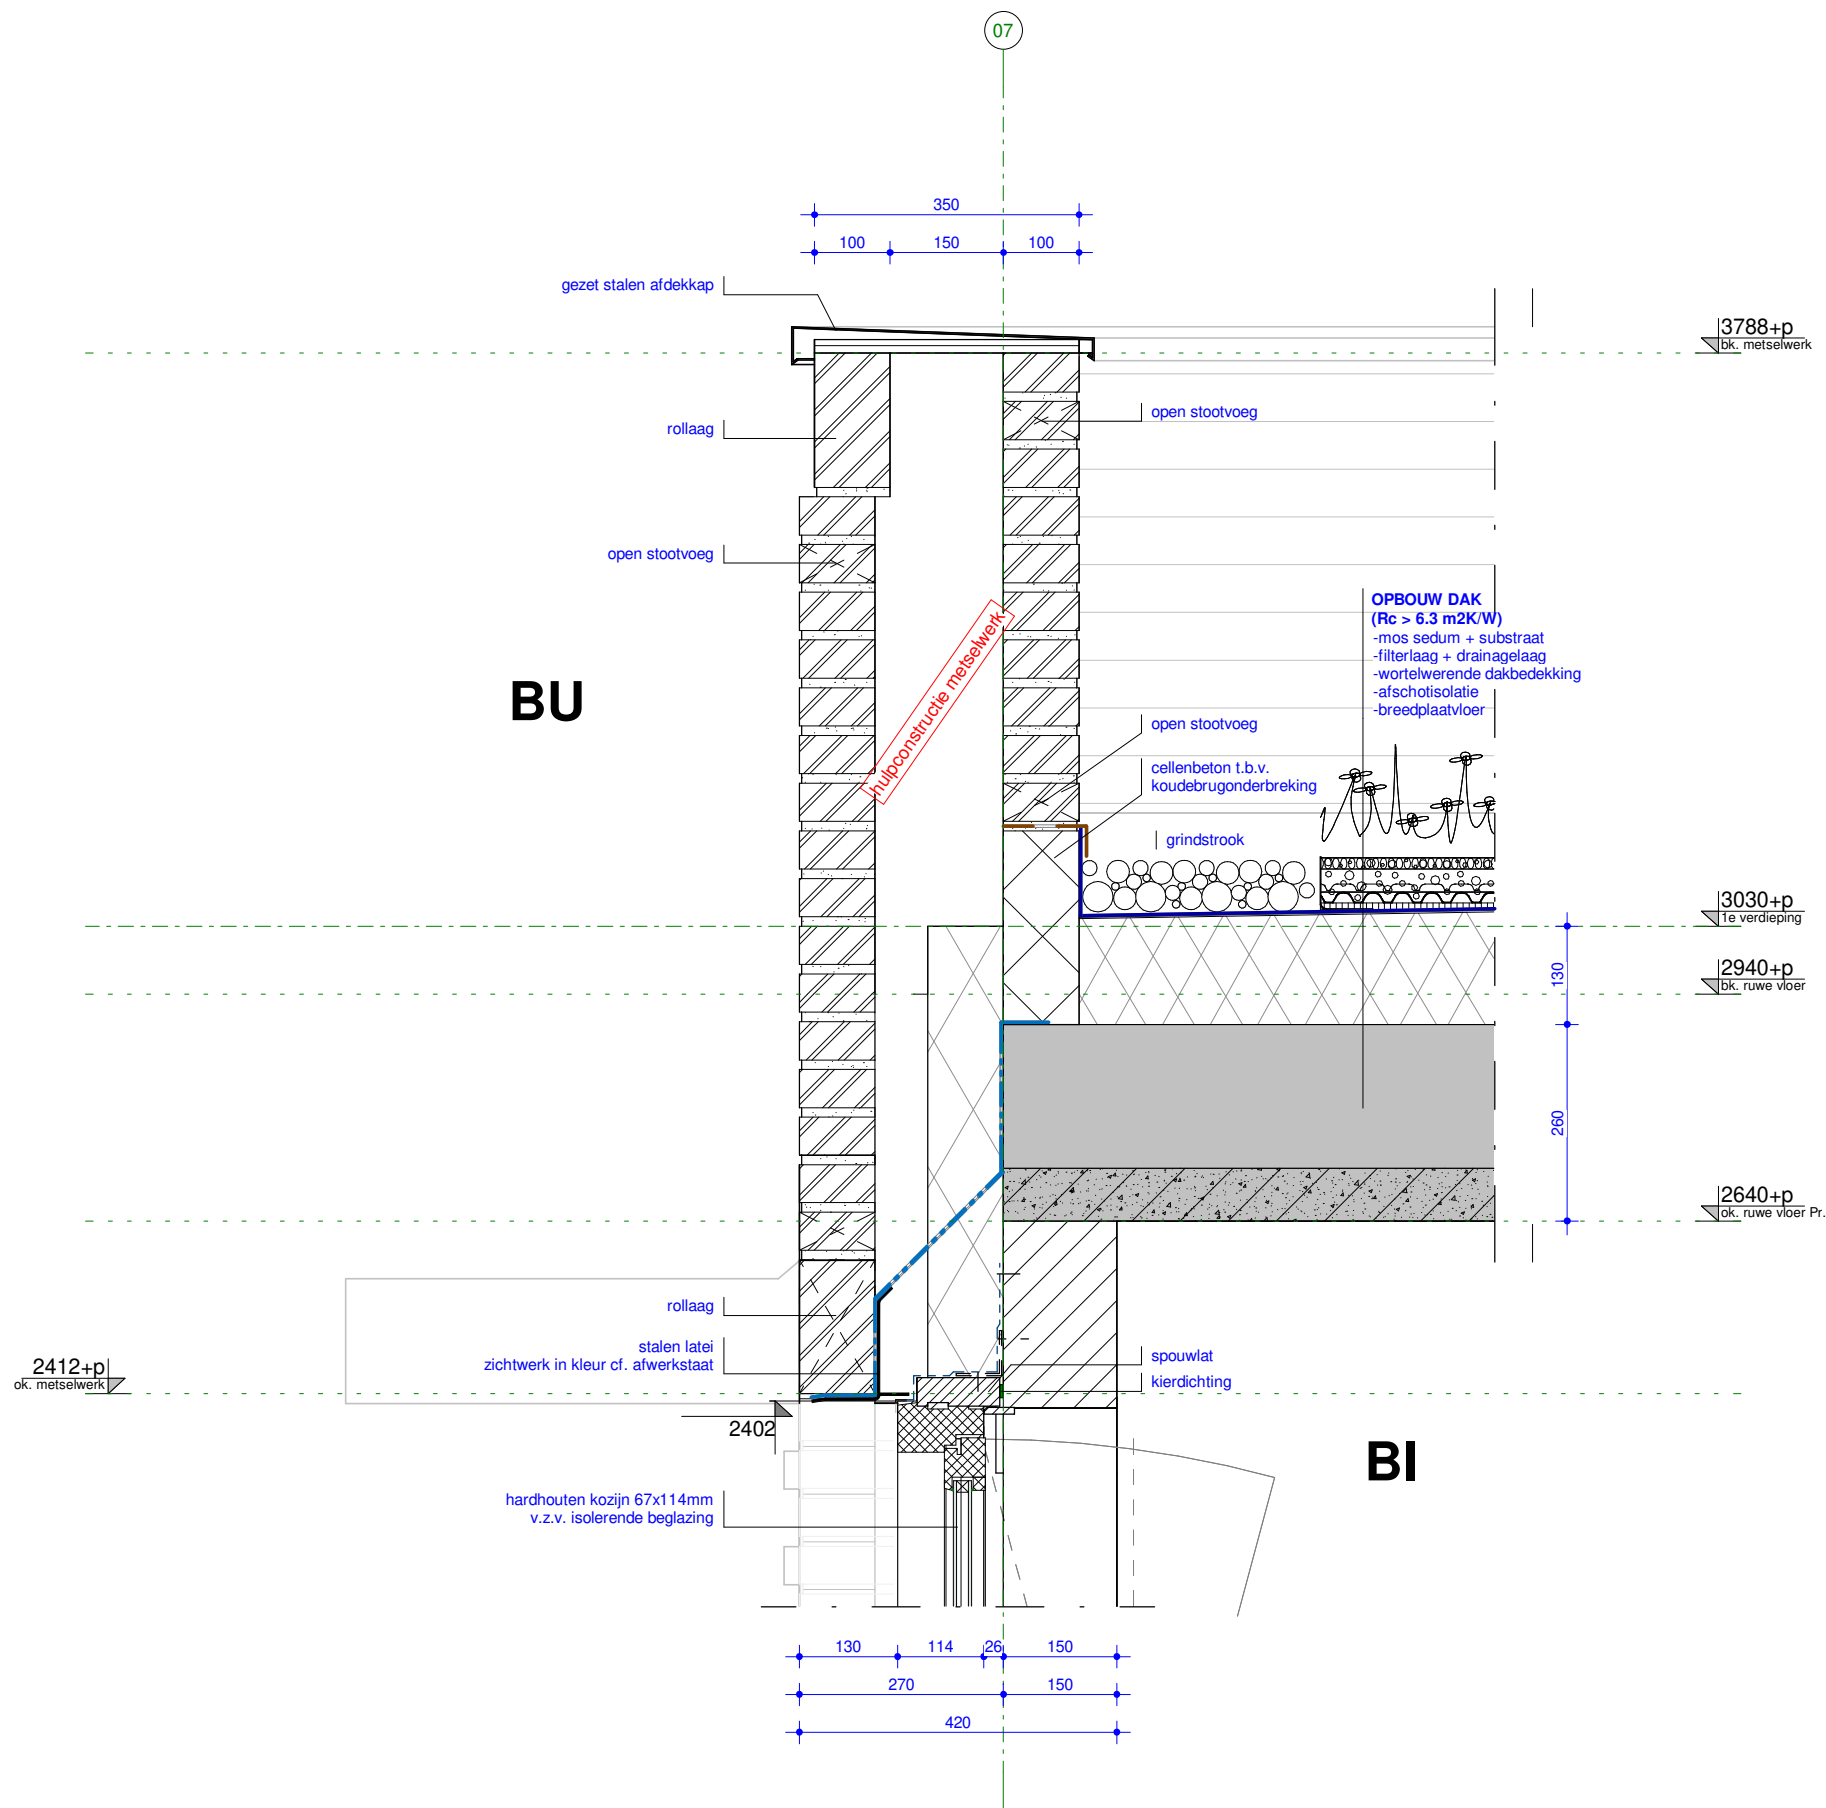 07
350
100
150
100
gezet stalen afdekkap
3788+p
bk. metselwerk
open stootvoeg
rollaag
open stootvoeg
hulpconstructie metselwerk
OPBOUW DAK
(Rc > 6.3 m2K/W)
-mos sedum + substraat
-filterlaag + drainagelaag
-wortelwerende dakbedekking
-afschotisolatie
-breedplaatvloer
BU
open stootvoeg
cellenbeton t.b.v.
koudebrugonderbreking
grindstrook
3030+p
1e verdieping
130
2940+p
bk. ruwe vloer
260
2640+p
ok. ruwe vloer Pr.
rollaag
stalen latei
zichtwerk in kleur cf. afwerkstaat
spouwlat
kierdichting
2412+p
ok. metselwerk
2402
BI
hardhouten kozijn 67x114mm
v.z.v. isolerende beglazing
130
114
26
150
270
150
420